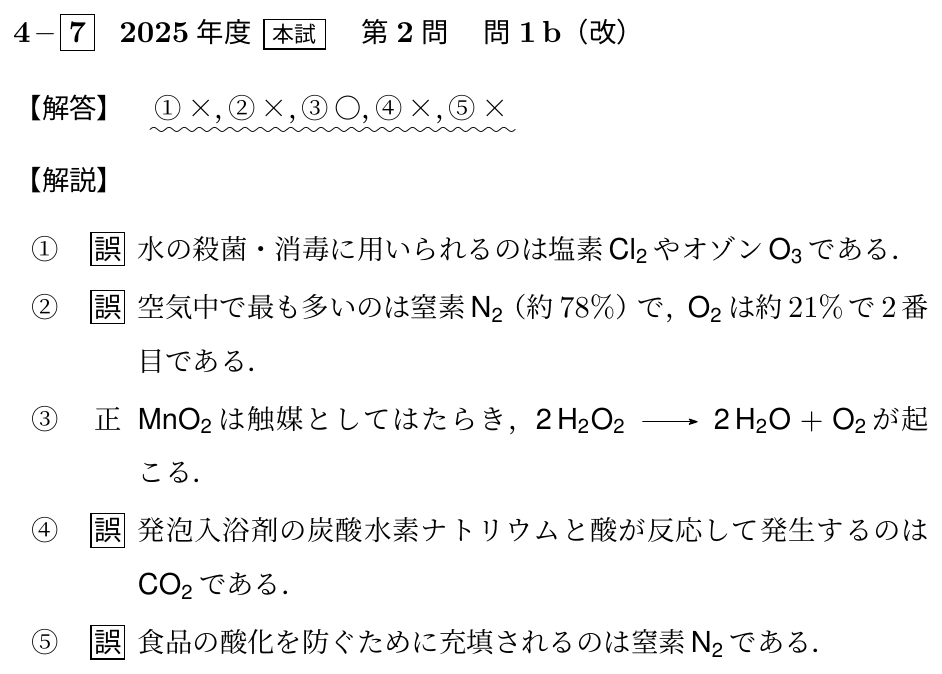 4–7 2025年度 本試 第2問 問1b（改）
【解答】 ①×,②×,③○,④×,⑤×
【解説】
① 誤 水の殺菌・消毒に用いられるのは塩素Cl₂やオゾンO₃である．
② 誤 空気中で最も多いのは窒素N₂（約78%）で，O₂は約21%で2番
目である．
③ 正 MnO₂は触媒としてはたらき，2H₂O₂ ⟶ 2H₂O + O₂が起
こる．
④ 誤 発泡入浴剤の炭酸水素ナトリウムと酸が反応して発生するのは
CO₂である．
⑤ 誤 食品の酸化を防ぐために充填されるのは窒素N₂である．